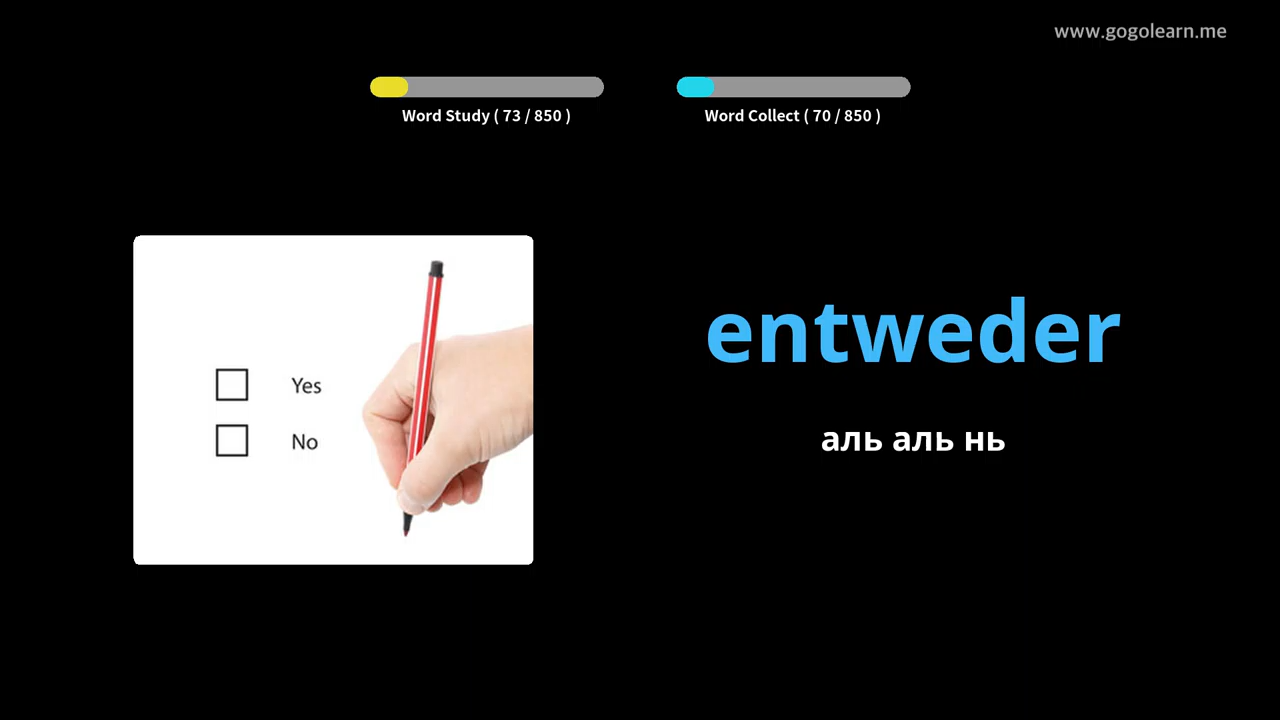 www.gogolearn.me
Word Study ( 73 / 850 )
Word Collect ( 70 / 850 )
Yes
No
entweder
аль аль нь